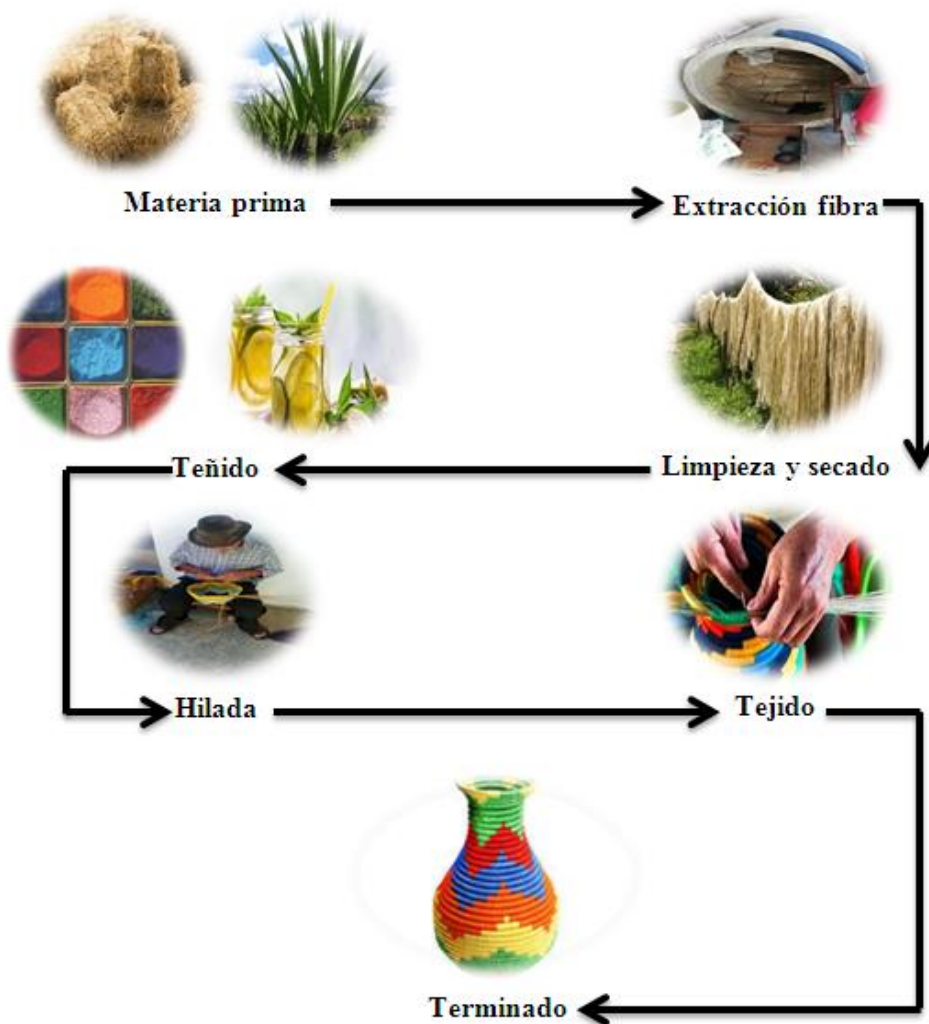 Materia prima
Extracción fibra
Limpieza y secado
Teñido
Hilada
Tejido
Terminado